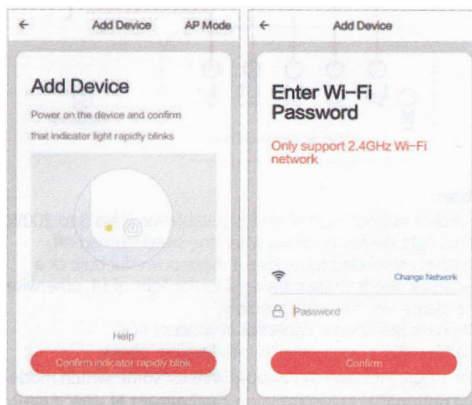 Add Device
AP Mode
Add Device
Power on the device and confirm
that indicator light rapidly blinks
Help
Confirm indicator rapidly blink
Add Device
Enter Wi-Fi
Password
Only support 2.4GHz Wi-Fi
network
Change Network
Password
Confirm